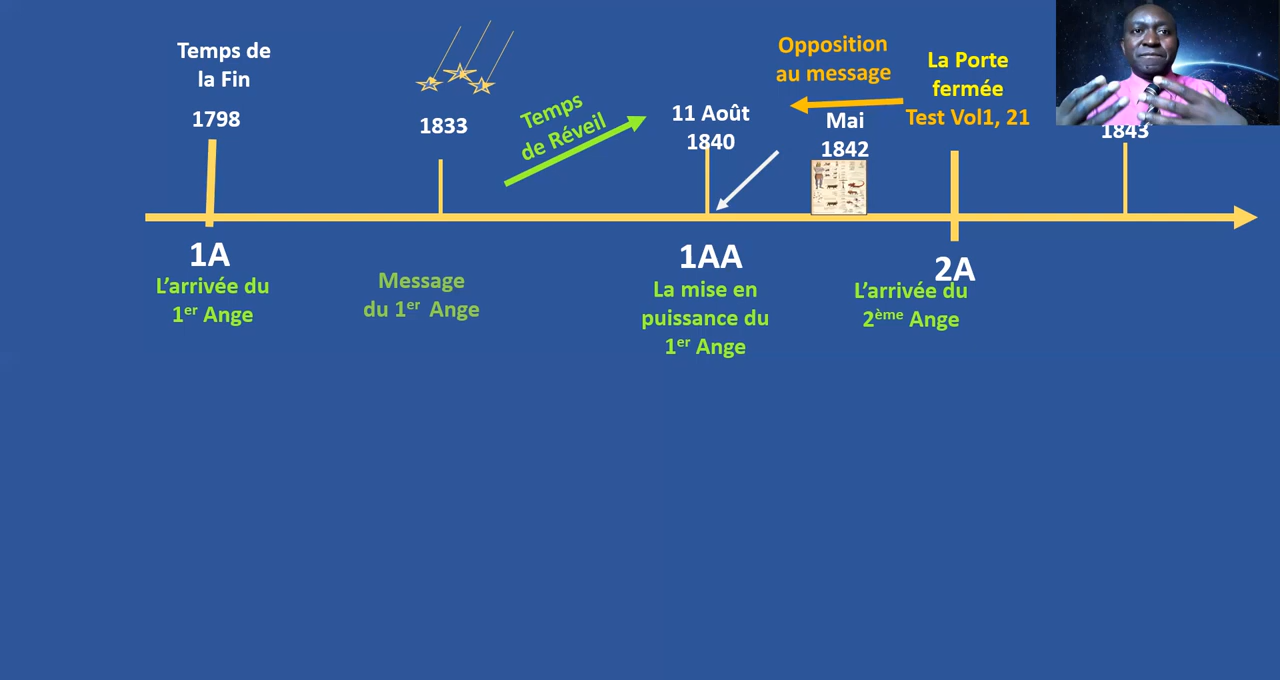 Temps de
la Fin
1798
1833
Temps
de Réveil
11 Août
1840
Opposition
au message
Mai
1842
La Porte
fermée
Test Vol1, 21
1843
1A
L'arrivée du
1er Ange
Message
du 1er Ange
1AA
La mise en
puissance du
1er Ange
2A
L'arrivée du
2ème Ange